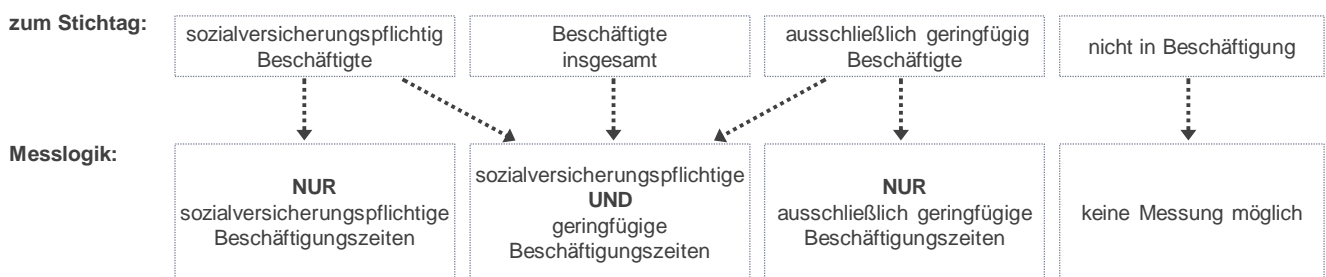 zum Stichtag:
sozialversicherungspflichtig
Beschäftigte
Beschäftigte
insgesamt
ausschließlich geringfügig
Beschäftigte
nicht in Beschäftigung
Messlogik:
NUR
sozialversicherungspflichtige
Beschäftigungszeiten
sozialversicherungspflichtige
UND
geringfügige
Beschäftigungszeiten
NUR
ausschließlich geringfügige
Beschäftigungszeiten
keine Messung möglich